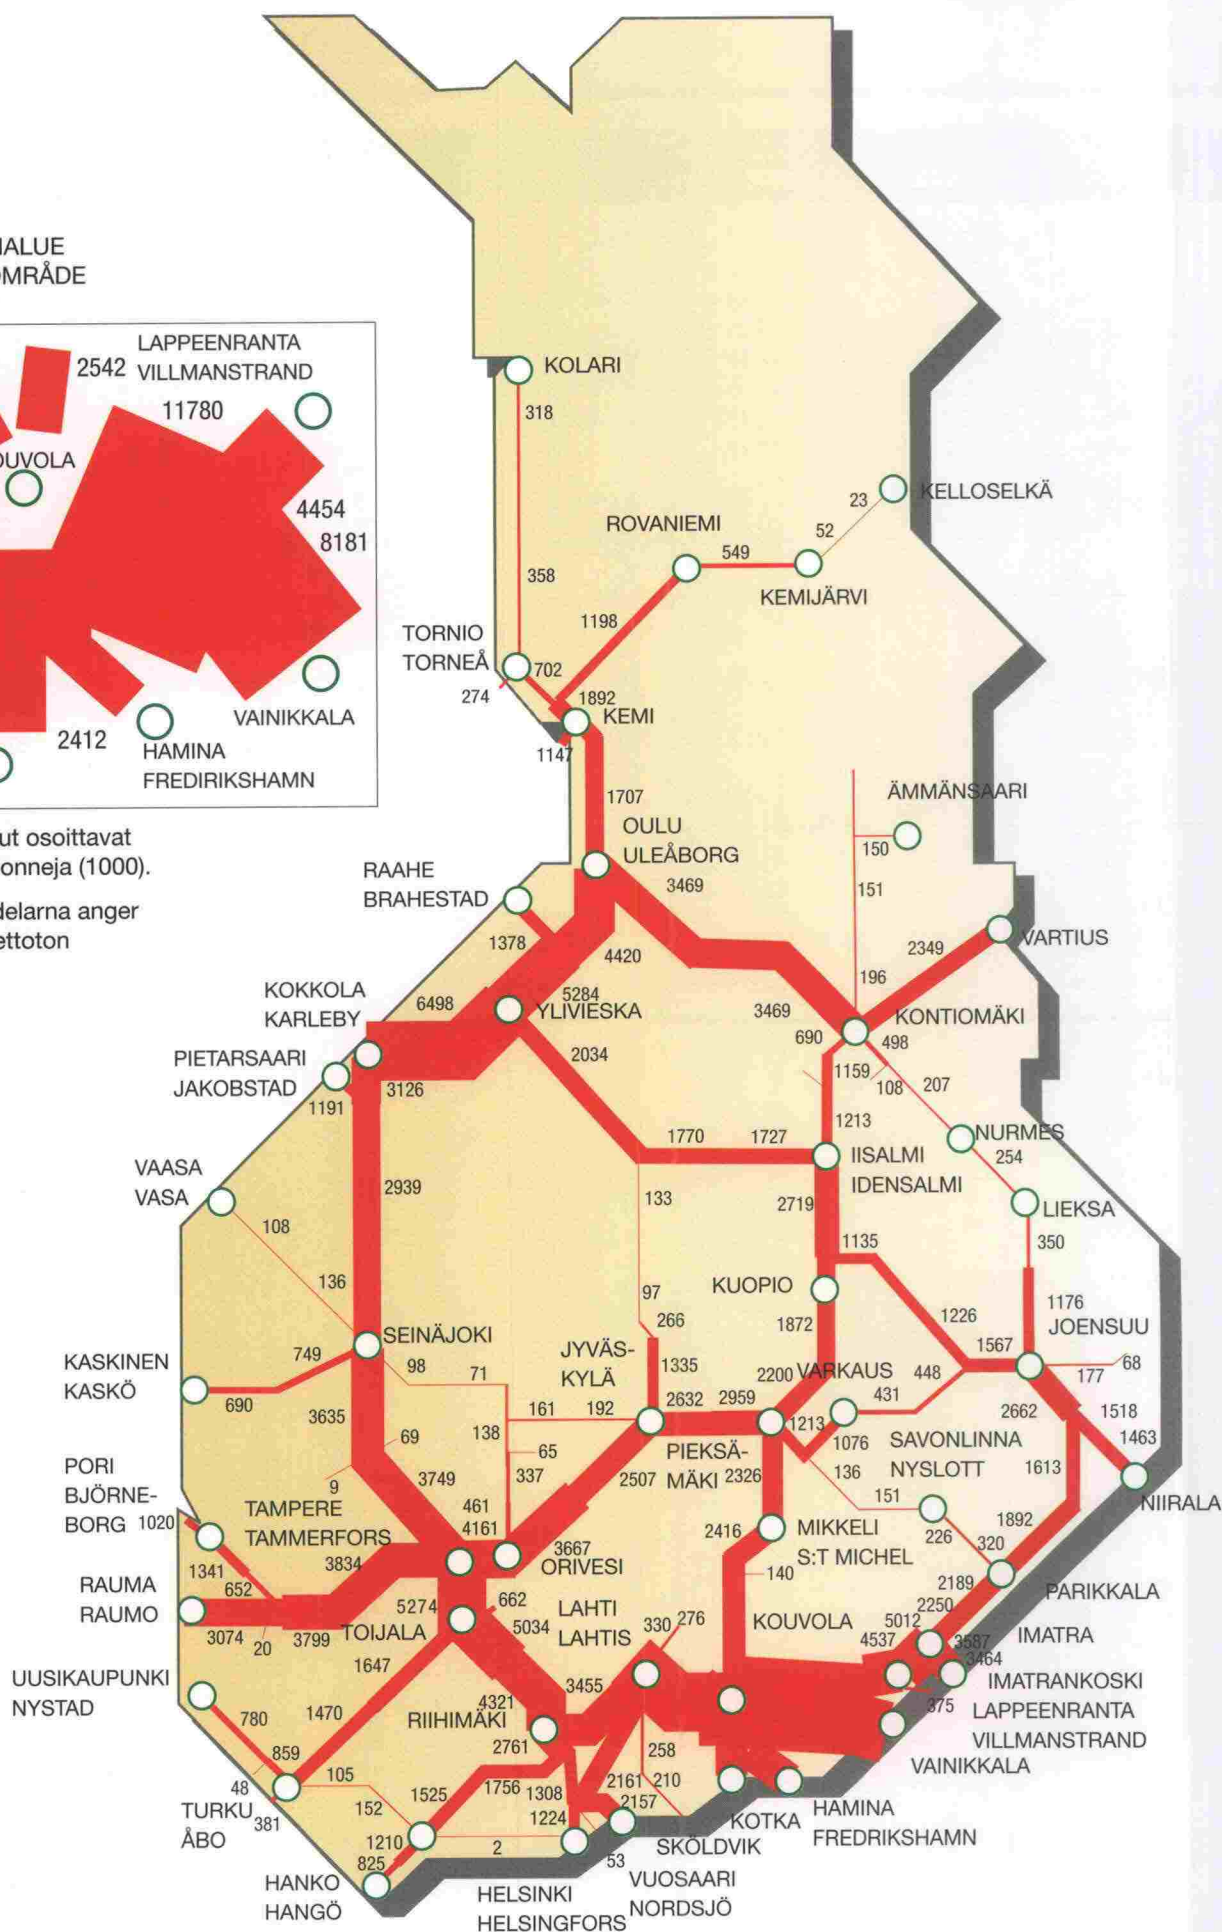 2542
LAPPEENRANTA
VILLMANSTRAND
11780
4454
8181
VAINIKKALA
2412
HAMINA
FREDIRIKSHAMN
osoittavat
(1000).
anger
KOLARI
318
358
KELLOSELKÄ
23
52
ROVANIEMI
549
KEMIJÄRVI
1198
TORNIO
TORNEÅ
702
274
1892
KEMI
1147
1707
OULU
ULEÅBORG
ÄMMÄNSAARI
150
151
196
RAAHE
BRAHESTAD
1378
3469
4420
2349
VARTIUS
KOKKOLA
KARLEBY
6498
5284
YLIVIESKA
3469
KONTIOMÄKI
690
498
PIETARSAARI
JAKOBSTAD
1191
3126
2034
1159
108
207
1213
NURMES
254
VAASA
VASA
108
136
2939
1770
1727
133
97
266
IISALMI
IDENSALMI
2719
1135
LIEKSA
350
KUOPIO
1872
1226
1176
JOENSUU
1567
68
177
SEINÄJOKI
KASKINEN
KASKÖ
749
690
98
71
JYVÄS-
KYLÄ
1335
2632
2959
2200
VARKAUS
448
431
161
192
138
65
337
3635
69
9
3749
461
4161
2507
3667
PIEKSÄ-
MÄKI
2326
1213
1076
136
151
SAVONLINNA
NYSLOTT
226
320
2662
1518
1463
1613
1892
NIIRALA
PORI
BJÖRNE-
BORG
1020
1341
652
TAMPERE
TAMMERFORS
3834
ORIVESI
2416
MIKKELI
S:T MICHEL
140
PARIKKALA
2189
2250
RAUMA
RAUMO
3074
20
3799
5274
662
TOIJALA
5034
LAHTI
LAHTIS
330
276
KOUVOLA
5012
4537
3587
3464
IMATRA
IMATRANKOSKI
375
LAPPEENRANTA
VILLMANSTRAND
VAINIKKALA
UUSIKAUPUNKI
NYSTAD
780
859
48
1647
1470
4321
3455
RIIHIMÄKI
2761
1756
1525
1308
1224
105
152
TURKU
ÅBO
381
258
210
2161
2157
1210
825
2
53
HANKO
HANGÖ
HELSINKI
HELSINGFORS
VUOSAARI
NORDSJÖ
SKÖLDVIK
KOTKA
HAMINA
FREDRIKSHAMN